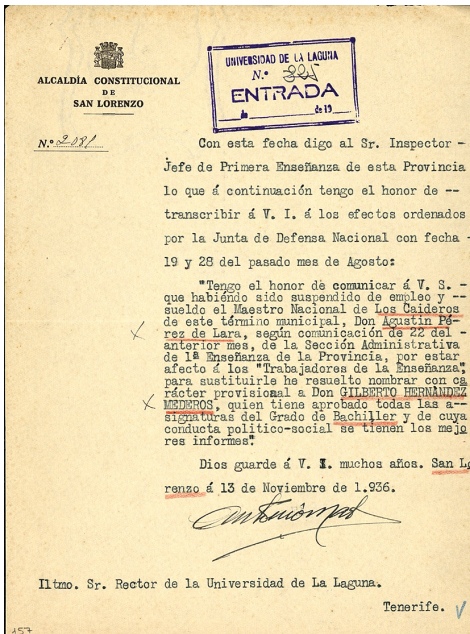 ALCALDÍA CONSTITUCIONAL
DE
SAN LORENZO
N.º 2081
UNIVERSIDAD DE LA LAGUNA
N.º
ENTRADA
de de 19
Con esta fecha digo al Sr. Inspector -
Jefe de Primera Enseñanza de esta Provincia
lo que á continuación tengo el honor de --
transcribir á V. I. á los efectos ordenados
por la Junta de Defensa Nacional con fecha -
19 y 28 del pasado mes de Agosto:
"Tengo el honor de comunicar á V. S.-
que habiendo sido suspendido de empleo y --
sueldo el Maestro Nacional de Los Caideros
de este término municipal, Don Agustin Pé-
rez de Lara, según comunicación de 22 del -
anterior mes, de la Sección Administrativa
de 1ª Enseñanza de la Provincia, por estar
afecto á los "Trabajadores de la Enseñanza",
para sustituirle he resuelto nombrar con ca
rácter provisional a Don GILBERTO HERNÁNDEZ
MEDEROS, quien tiene aprobado todas las a--
signaturas del Grado de Bachiller y de cuya
conducta politico-social se tienen los mejo
res informes"
Dios guarde á V. I. muchos años. San Lo
renzo á 13 de Noviembre de 1.936.
Iltmo. Sr. Rector de la Universidad de La Laguna.
Tenerife.
157